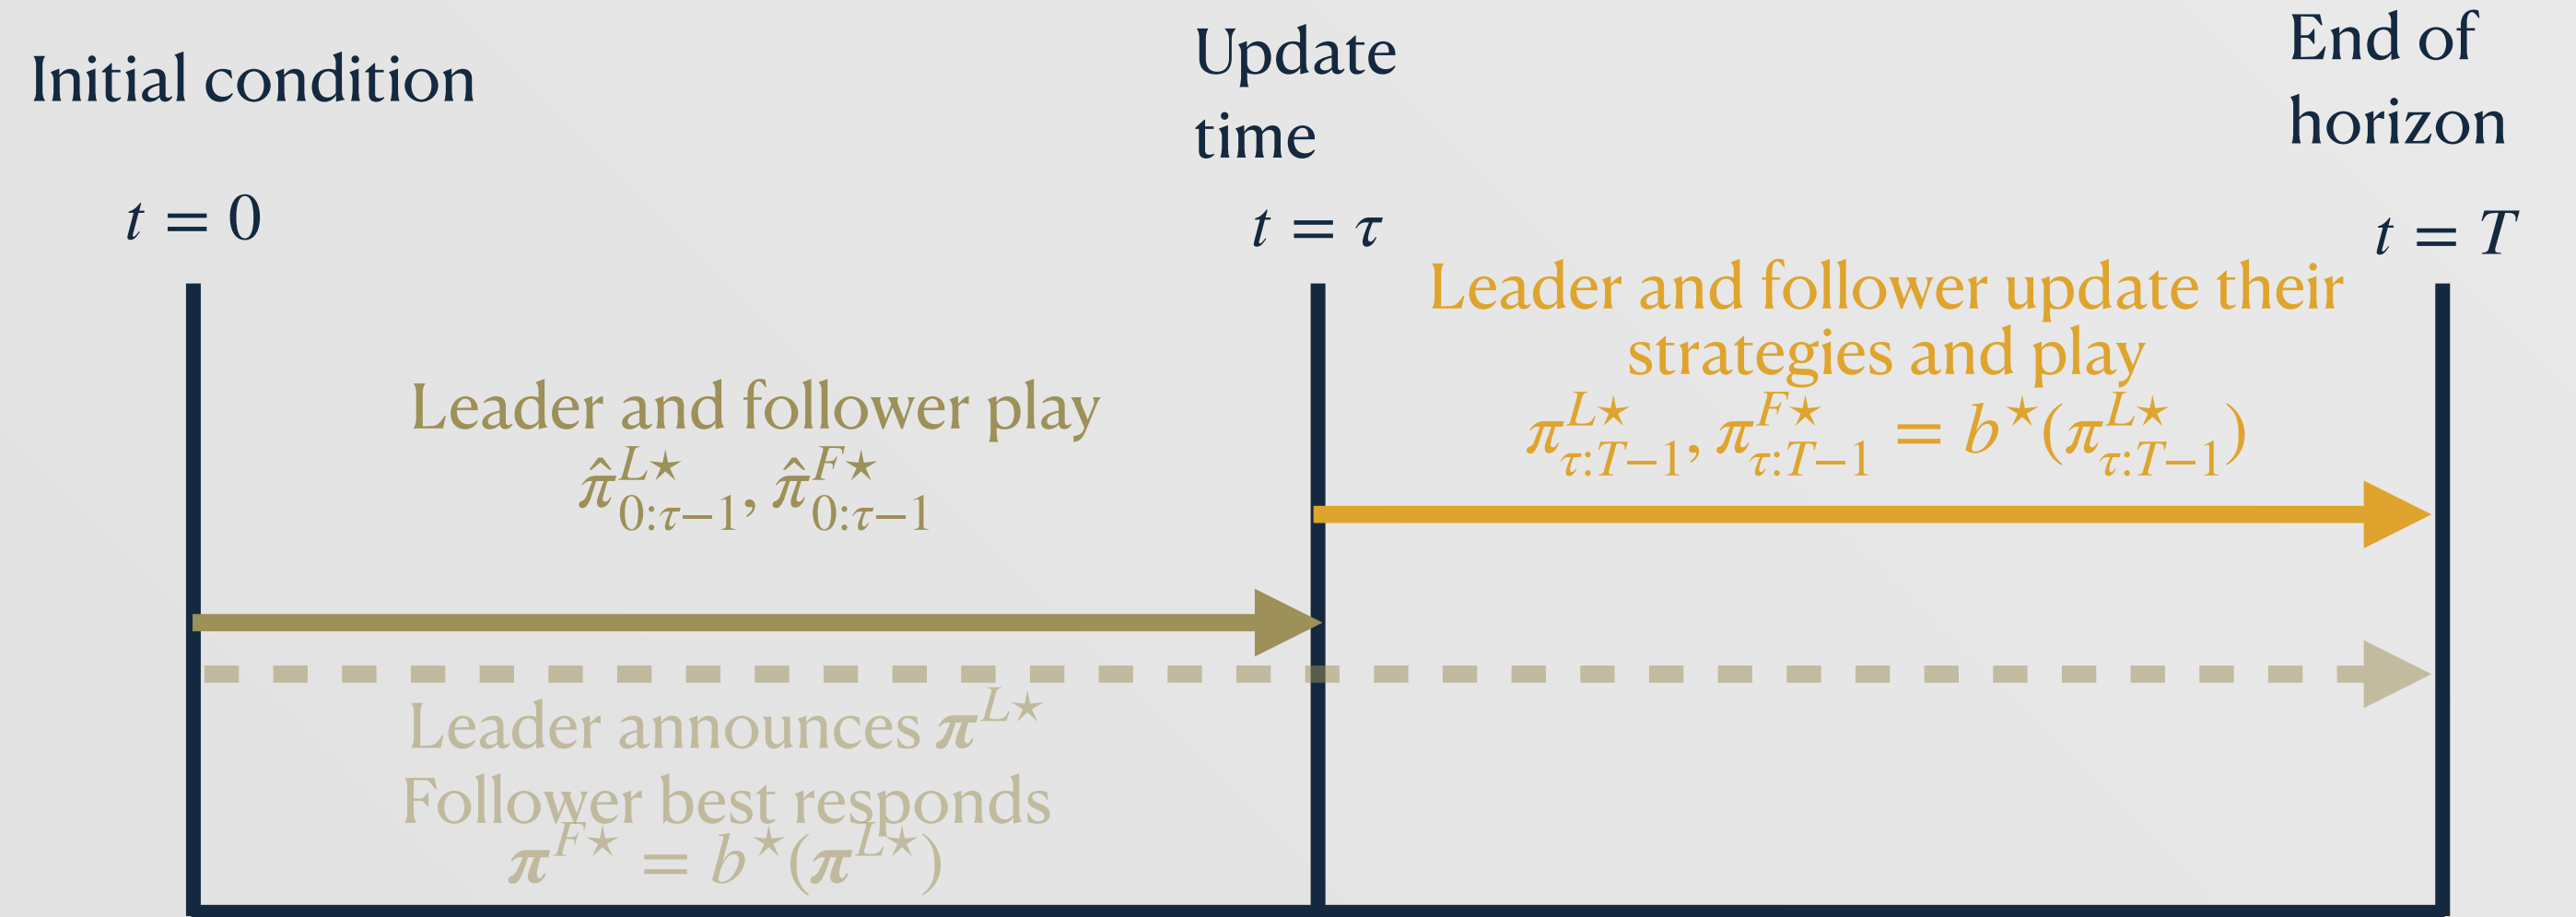 Initial condition
Update
time
End of
horizon
t = 0
t = τ
t = T
Leader and follower play
π̂^{L★}_{0:τ−1}, π̂^{F★}_{0:τ−1}
Leader and follower update their
strategies and play
π^{L★}_{τ:T−1}, π^{F★}_{τ:T−1} = b^★(π^{L★}_{τ:T−1})
Leader announces π^{L★}
Follower best responds
π^{F★} = b^★(π^{L★})